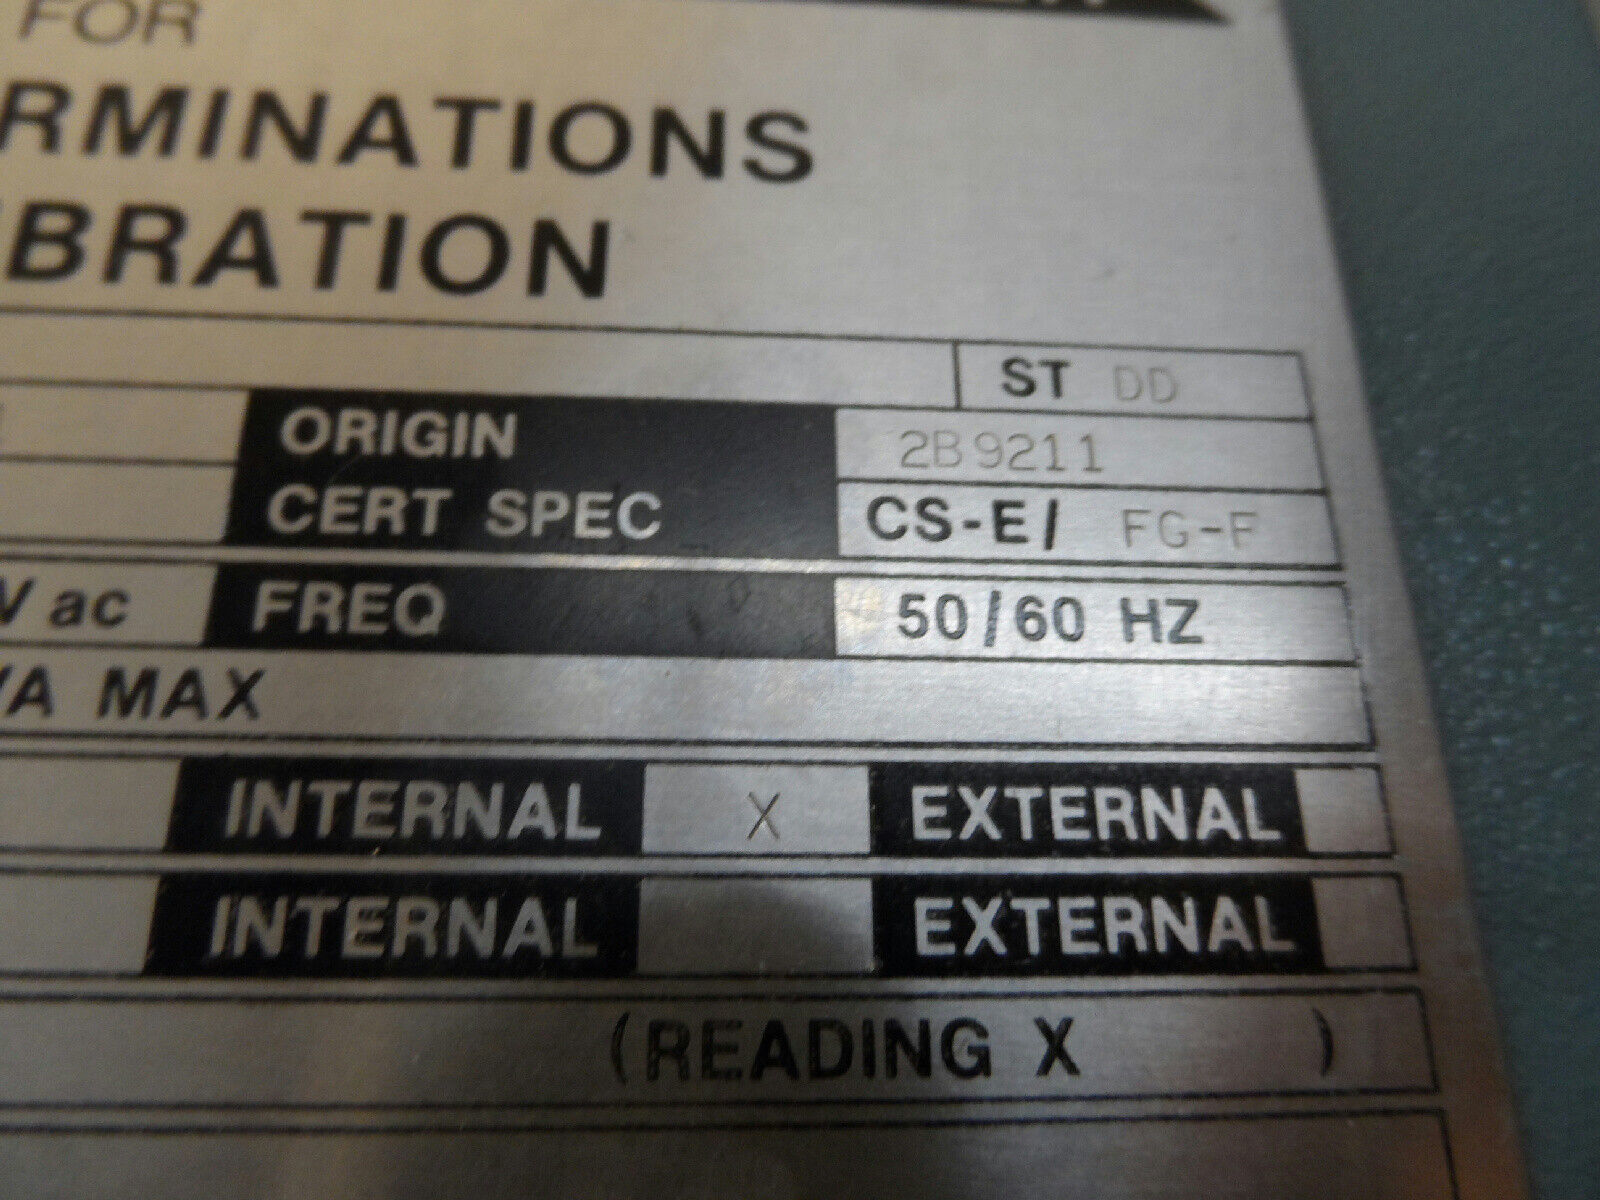 FOR
RMINATIONS
BRATION
ST DD
ORIGIN 2B9211
CERT SPEC CS-E/ FG-F
V ac FREQ 50/60 HZ
VA MAX
INTERNAL X EXTERNAL
INTERNAL EXTERNAL
(READING X )